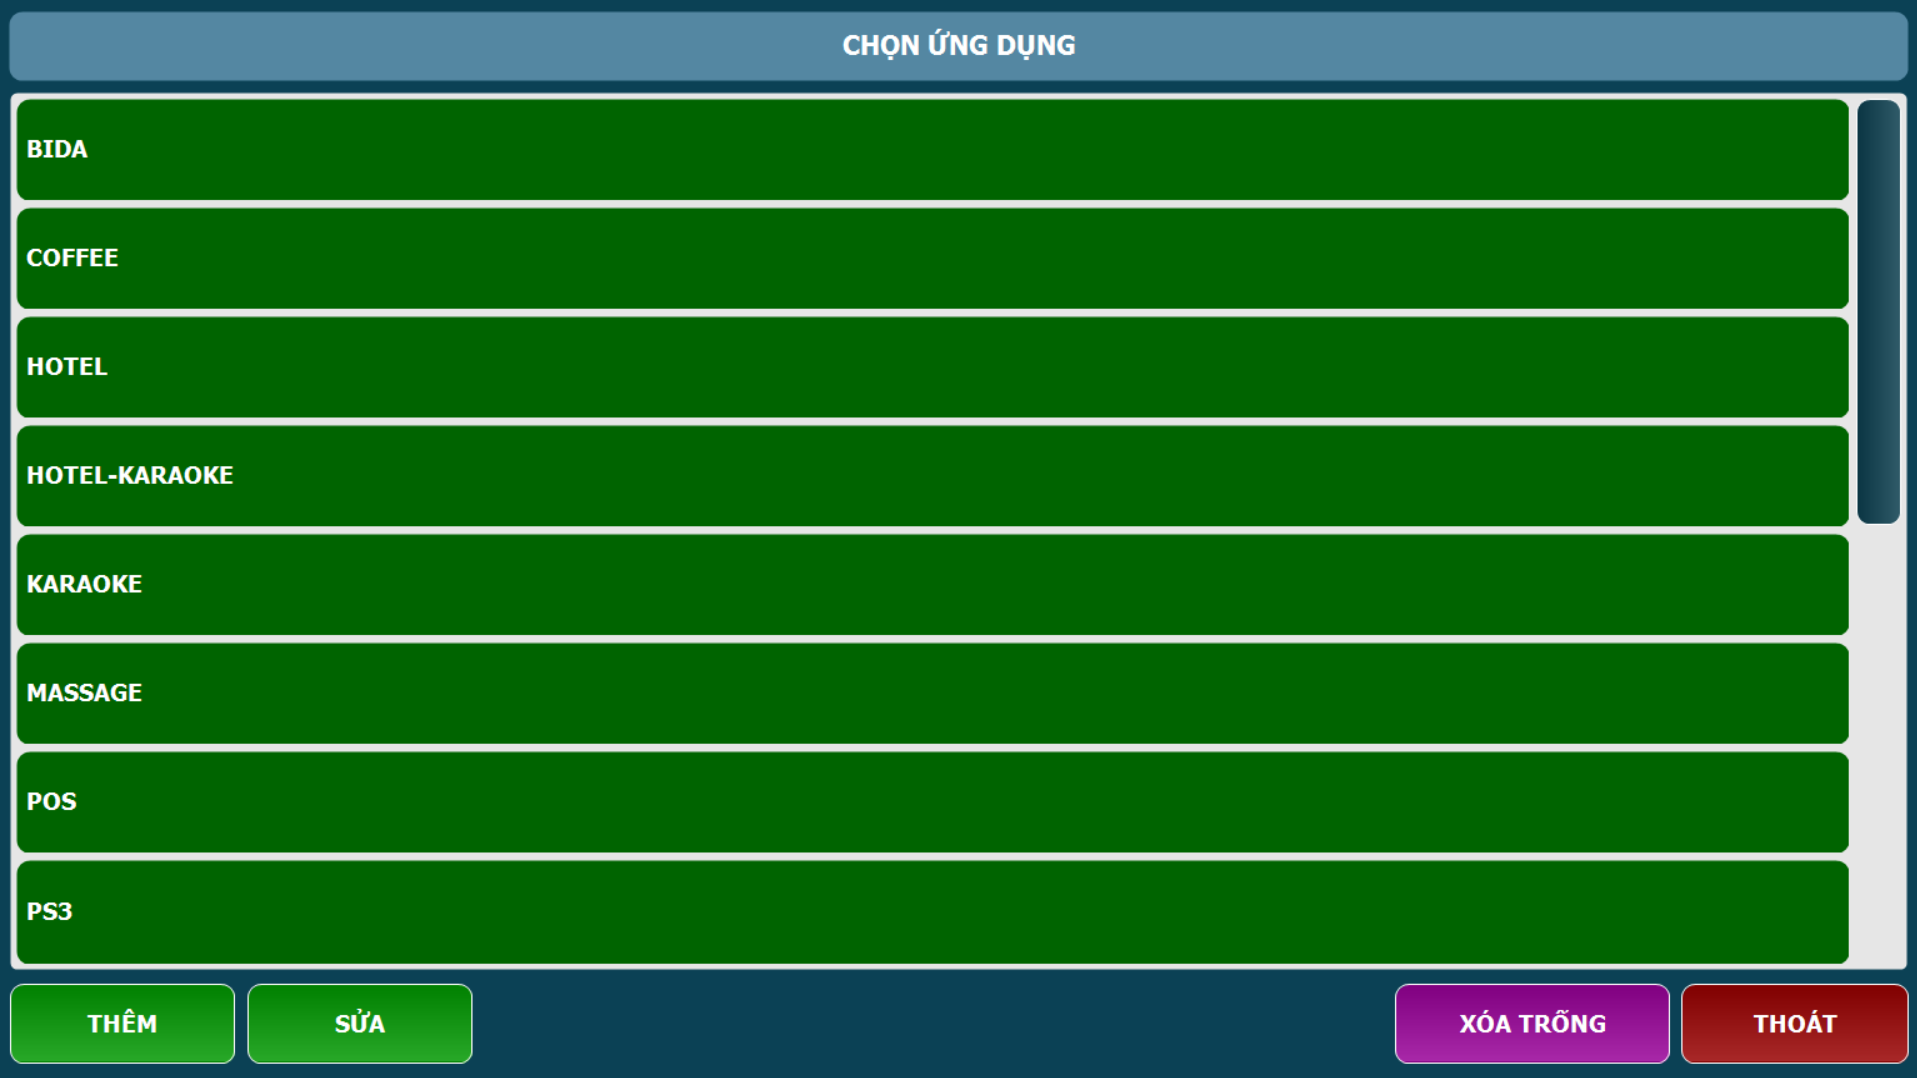 CHỌN ỨNG DỤNG
BIDA
COFFEE
HOTEL
HOTEL-KARAOKE
KARAOKE
MASSAGE
POS
PS3
THÊM
SỬA
XÓA TRỐNG
THOÁT